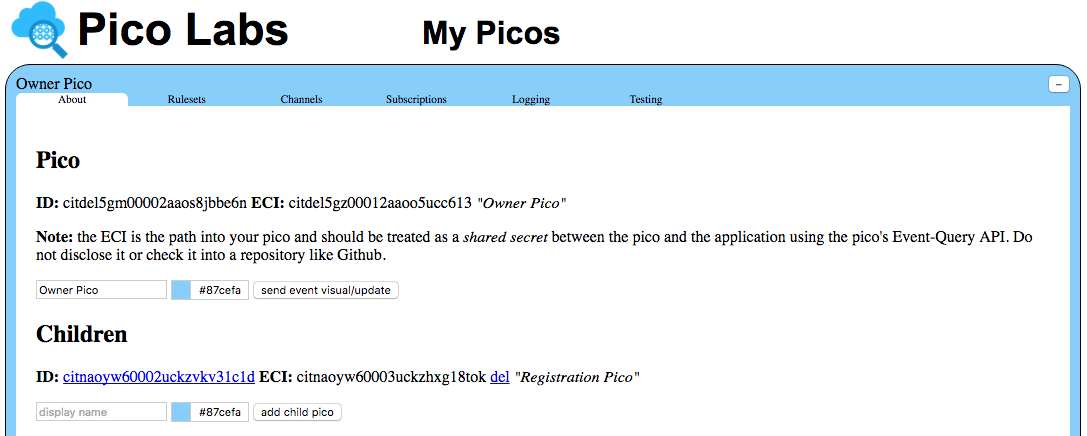 Pico Labs My Picos
Owner Pico −
About Rulesets Channels Subscriptions Logging Testing
Pico
ID: citdel5gm00002aaos8jbbe6n ECI: citdel5gz00012aaoo5ucc613 "Owner Pico"
Note: the ECI is the path into your pico and should be treated as a shared secret between the pico and the application using the pico's Event-Query API. Do
not disclose it or check it into a repository like Github.
Owner Pico #87cefa send event visual/update
Children
ID: citnaoyw60002uckzvkv31c1d ECI: citnaoyw60003uckzhxg18tok del "Registration Pico"
display name #87cefa add child pico